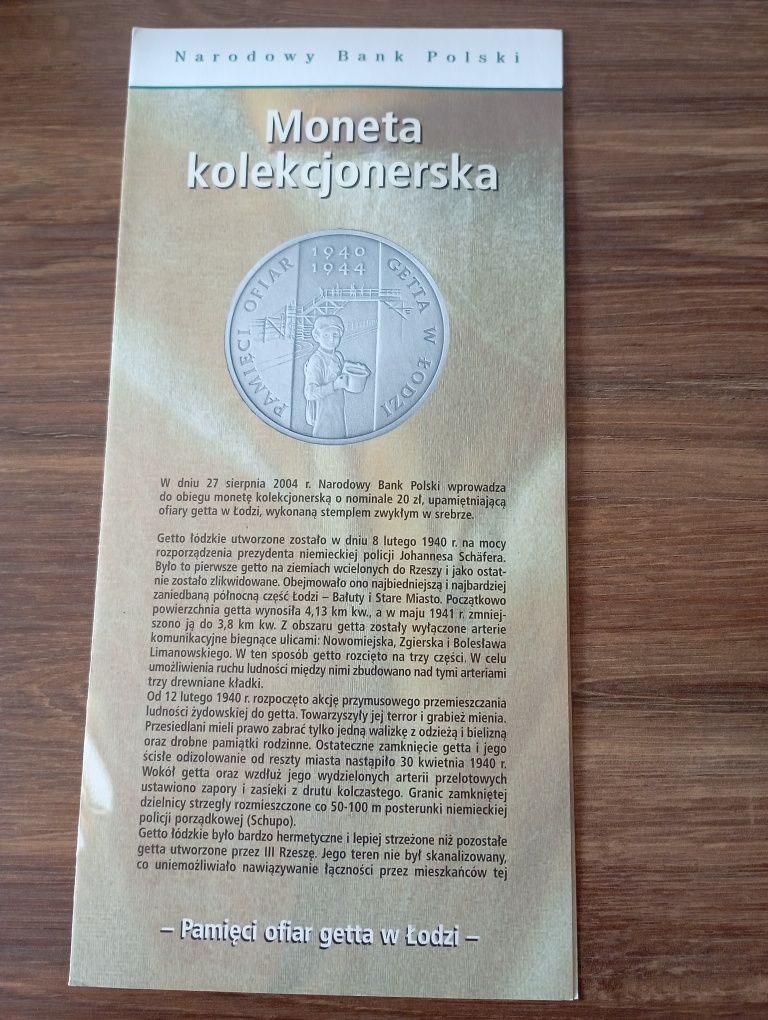 Narodowy Bank Polski
Moneta
kolekcjonerska
1940
1944
PAMIĘCI OFIAR GETTA W ŁODZI
W dniu 27 sierpnia 2004 r. Narodowy Bank Polski wprowadza
do obiegu monetę kolekcjonerską o nominale 20 zł, upamiętniającą
ofiary getta w Łodzi, wykonaną stemplem zwykłym w srebrze.
Getto łódzkie utworzone zostało w dniu 8 lutego 1940 r. na mocy
rozporządzenia prezydenta niemieckiej policji Johannesa Schäfera.
Było to pierwsze getto na ziemiach wcielonych do Rzeszy i jako ostat-
nie zostało zlikwidowane. Obejmowało ono najbiedniejszą i najbardziej
zaniedbaną północną część Łodzi – Bałuty i Stare Miasto. Początkowo
powierzchnia getta wynosiła 4,13 km kw., a w maju 1941 r. zmniej-
szono ją do 3,8 km kw. Z obszaru getta zostały wyłączone arterie
komunikacyjne biegnące ulicami: Nowomiejska, Zgierska i Bolesława
Limanowskiego. W ten sposób getto rozcięto na trzy części. W celu
umożliwienia ruchu ludności między nimi zbudowano nad tymi arteriami
trzy drewniane kładki.
Od 12 lutego 1940 r. rozpoczęto akcję przymusowego przemieszczania
ludności żydowskiej do getta. Towarzyszyły jej terror i grabież mienia.
Przesiedlani mieli prawo zabrać tylko jedną walizkę z odzieżą i bielizną
oraz drobne pamiątki rodzinne. Ostateczne zamknięcie getta i jego
ścisłe odizolowanie od reszty miasta nastąpiło 30 kwietnia 1940 r.
Wokół getta oraz wzdłuż jego wydzielonych arterii przelotowych
ustawiono zapory i zasieki z drutu kolczastego. Granic zamkniętej
dzielnicy strzegły rozmieszczone co 50-100 m posterunki niemieckiej
policji porządkowej (Schupo).
Getto łódzkie było bardzo hermetyczne i lepiej strzeżone niż pozostałe
getta utworzone przez III Rzeszę. Jego teren nie był skanalizowany,
co uniemożliwiało nawiązywanie łączności przez mieszkańców tej
– Pamięci ofiar getta w Łodzi –